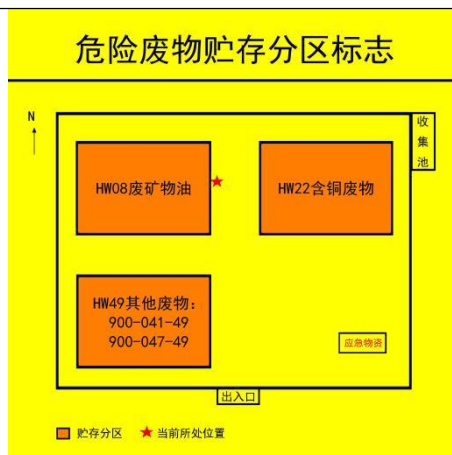 危险废物贮存分区标志
N
收集池
HW08废矿物油
HW22含铜废物
HW49其他废物：
900-041-49
900-047-49
应急物资
出入口
贮存分区
当前所处位置